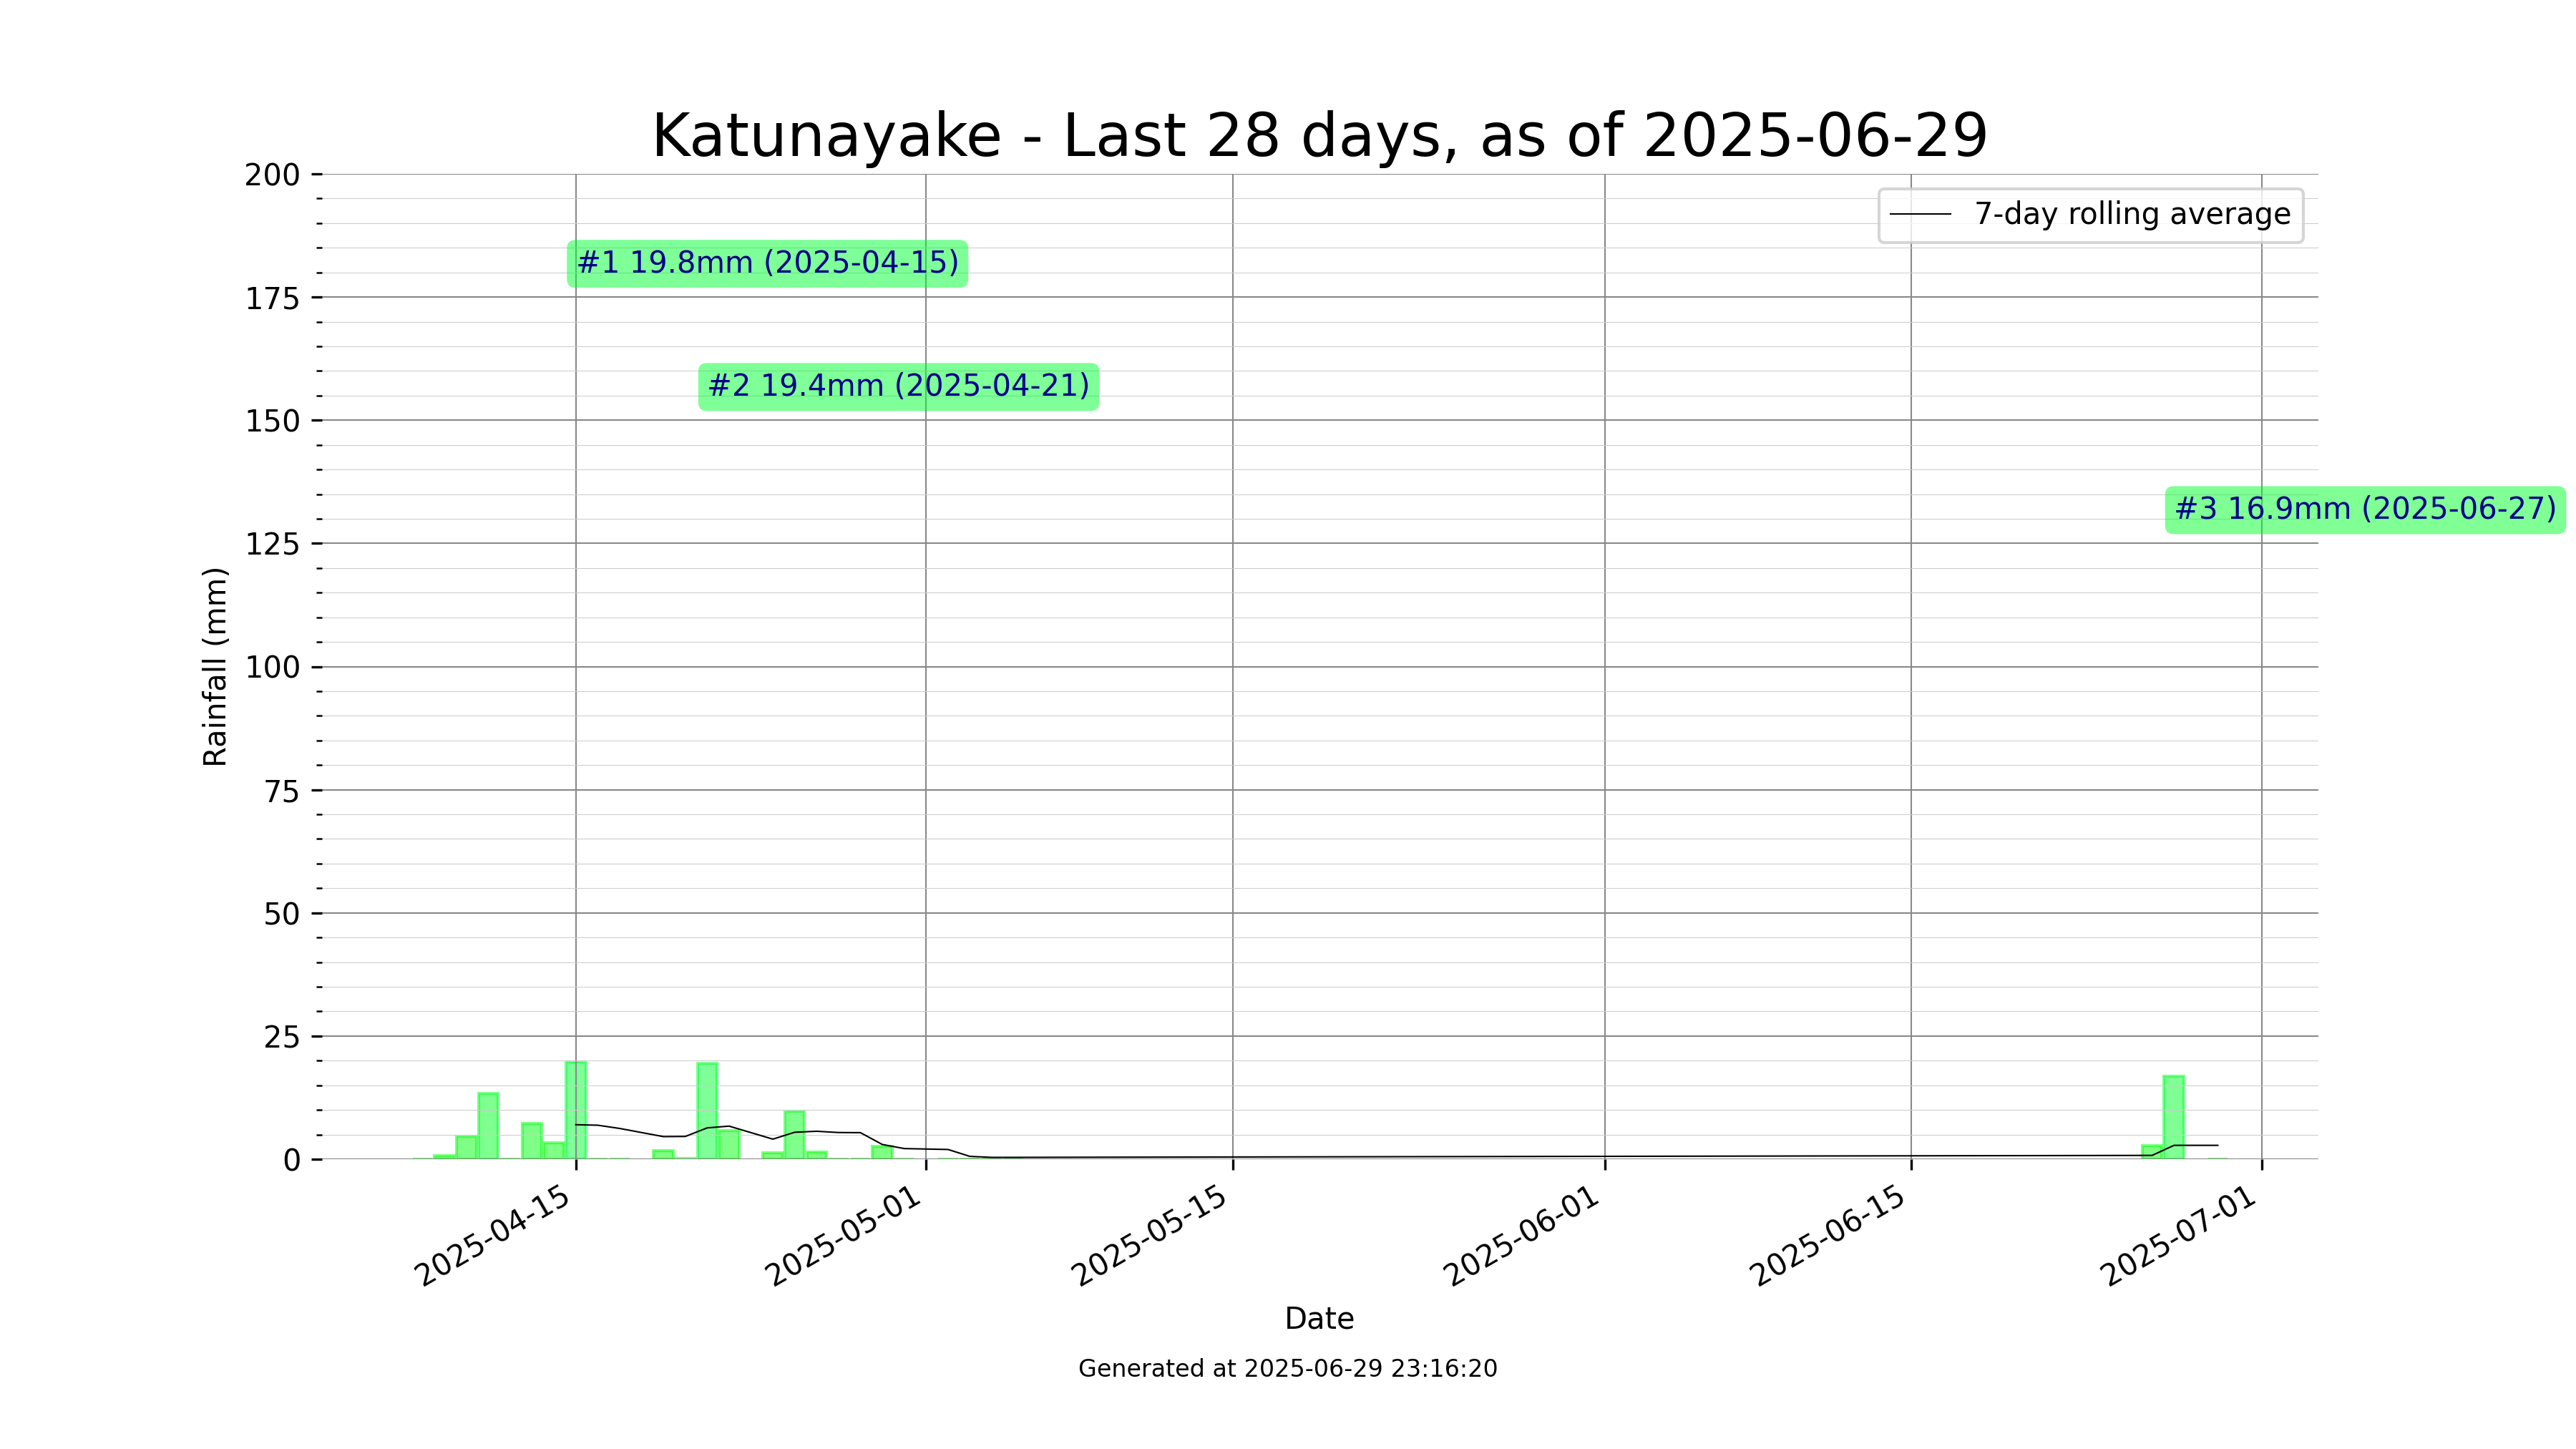 Katunayake - Last 28 days, as of 2025-06-29
200
175
150
125
100
75
50
25
0
Rainfall (mm)
7-day rolling average
#1 19.8mm (2025-04-15)
#2 19.4mm (2025-04-21)
#3 16.9mm (2025-06-27)
2025-04-15
2025-05-01
2025-05-15
2025-06-01
2025-06-15
2025-07-01
Date
Generated at 2025-06-29 23:16:20